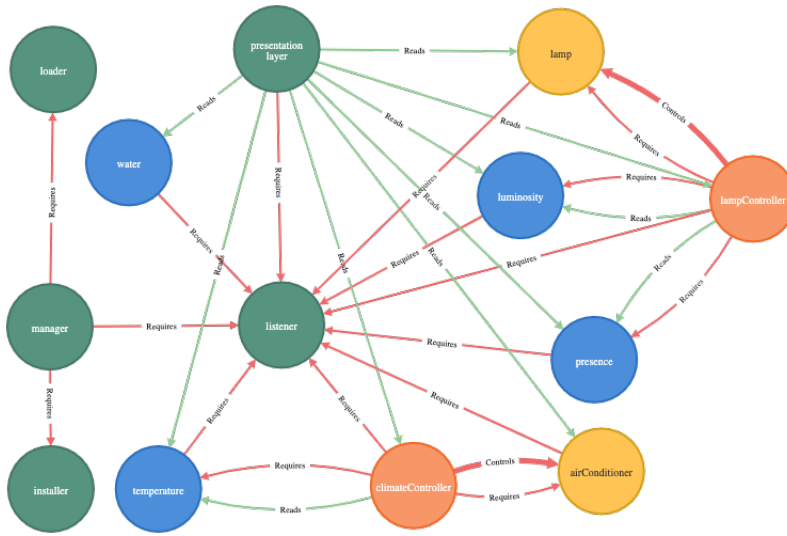 presentation
layer
Reads
lamp
loader
Controls
Reads
Reads
Reads
Requires
water
Requires
Requires
Requires
Requires
Reads
luminosity
Reads
lampController
Requires
Reads
Requires
Reads
Requires
Reads
Reads
Requires
Requires
manager
Requires
listener
Requires
presence
Requires
Requires
Requires
Requires
Requires
Controls
installer
temperature
Reads
climateController
Requires
airConditioner